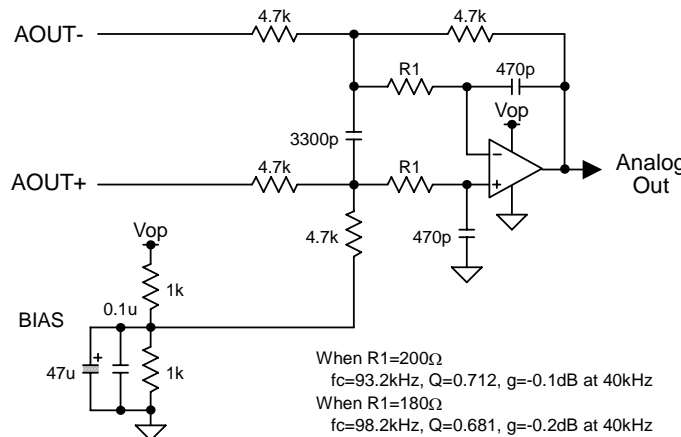 4.7k
4.7k
AOUT-
R1
470p
Vop
3300p
4.7k
R1
Analog
Out
AOUT+
−
+
4.7k
470p
Vop
1k
0.1u
BIAS
+
47u
1k
When R1=200Ω
fc=93.2kHz, Q=0.712, g=-0.1dB at 40kHz
When R1=180Ω
fc=98.2kHz, Q=0.681, g=-0.2dB at 40kHz